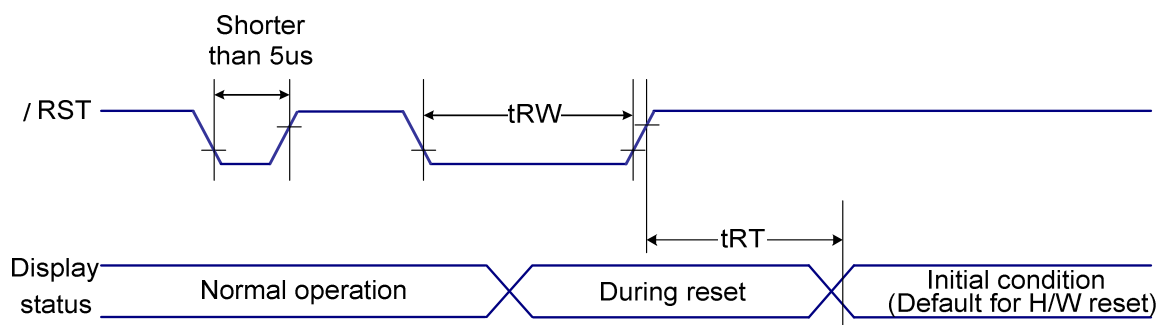 Shorter
than 5us
/ RST
tRW
tRT
Display
status
Normal operation
During reset
Initial condition
(Default for H/W reset)